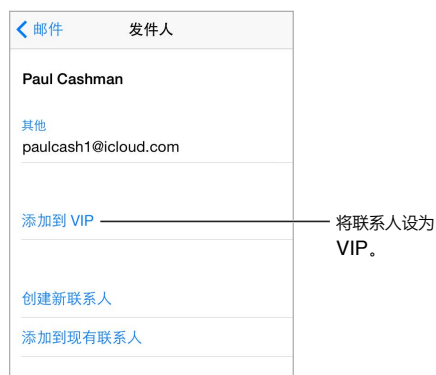 邮件 发件人
Paul Cashman
其他
paulcash1@icloud.com
添加到 VIP
将联系人设为
VIP。
创建新联系人
添加到现有联系人